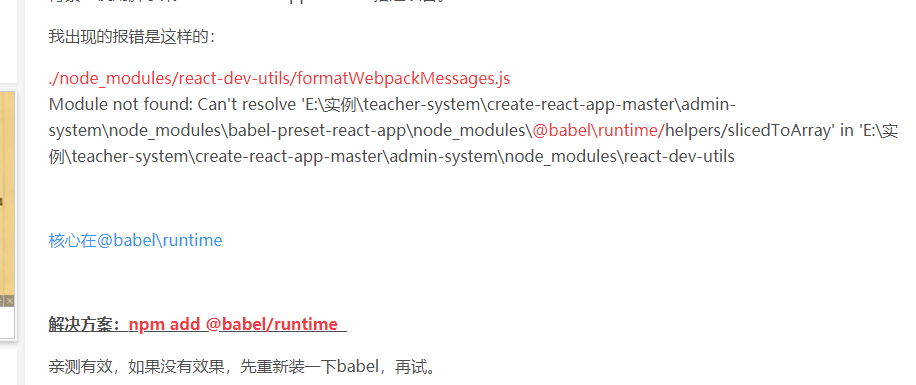 我出现的报错是这样的：
./node_modules/react-dev-utils/formatWebpackMessages.js
Module not found: Can't resolve 'E:\实例\teacher-system\create-react-app-master\admin-
system\node_modules\babel-preset-react-app\node_modules\@babel\runtime/helpers/slicedToArray' in 'E:\实
例\teacher-system\create-react-app-master\admin-system\node_modules\react-dev-utils
核心在@babel\runtime
解决方案：npm add @babel/runtime
亲测有效，如果没有效果，先重新装一下babel，再试。